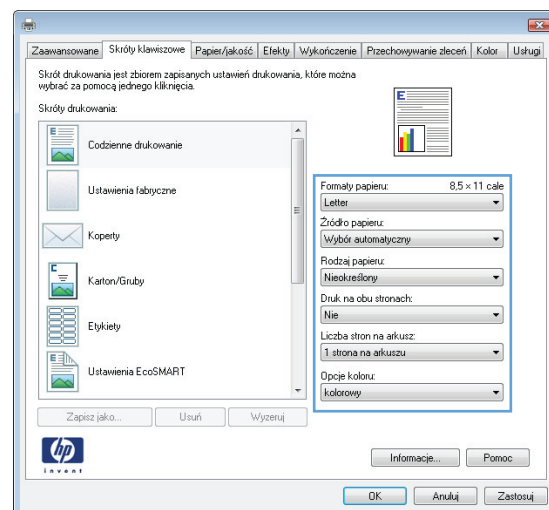 Zaawansowane Skróty klawiszowe Papier/jakość Efekty Wykończenie Przechowywanie zleceń Kolor Usługi
Skrót drukowania jest zbiorem zapisanych ustawień drukowania, które można
wybrać za pomocą jednego kliknięcia.
Skróty drukowania:
Codzienne drukowanie
Ustawienia fabryczne
Koperty
Karton/Gruby
Etykiety
Ustawienia EcoSMART
Zapisz jako... Usuń Wyzeruj
E
Formaty papieru: 8,5 × 11 cale
Letter
Źródło papieru:
Wybór automatyczny
Rodzaj papieru:
Nieokreślony
Druk na obu stronach:
Nie
Liczba stron na arkusz:
1 strona na arkuszu
Opcje koloru:
kolorowy
hp
invent
Informacje... Pomoc
OK Anuluj Zastosuj